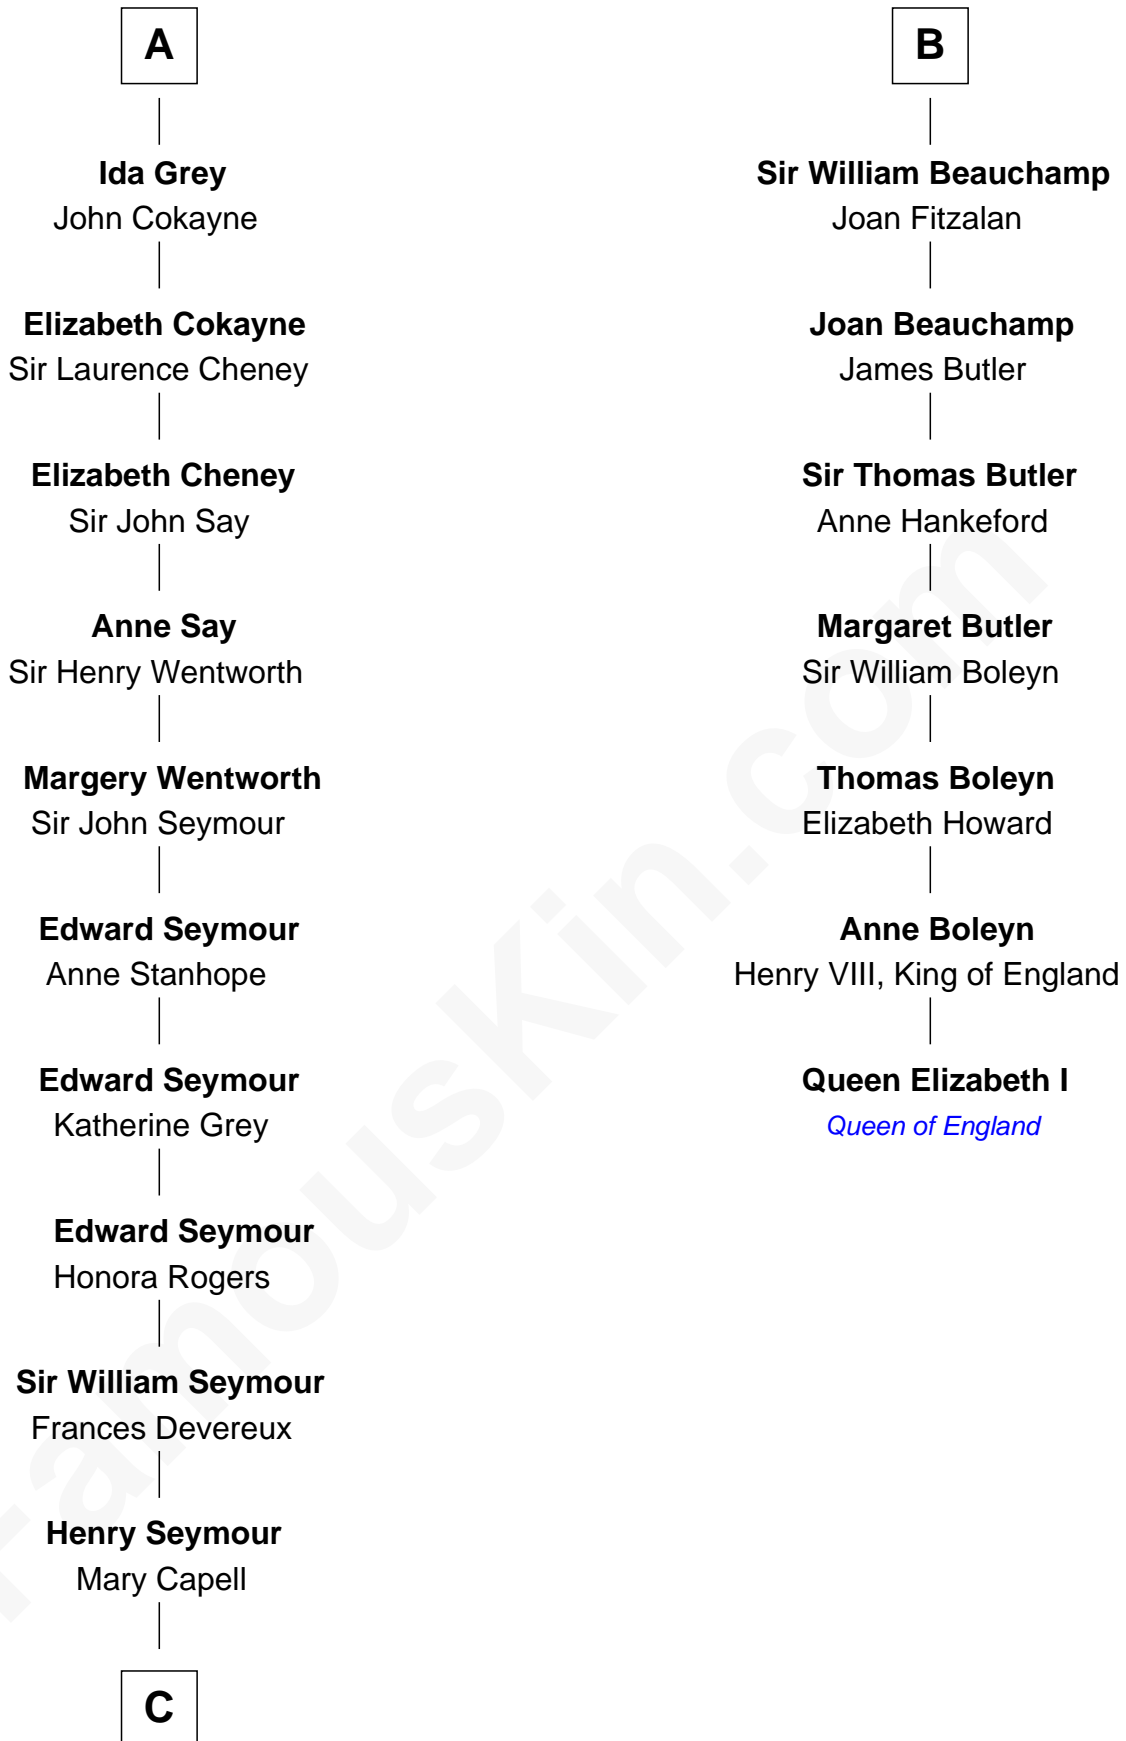 A
Ida Grey
John Cokayne
Elizabeth Cokayne
Sir Laurence Cheney
Elizabeth Cheney
Sir John Say
Anne Say
Sir Henry Wentworth
Margery Wentworth
Sir John Seymour
Edward Seymour
Anne Stanhope
Edward Seymour
Katherine Grey
Edward Seymour
Honora Rogers
Sir William Seymour
Frances Devereux
Henry Seymour
Mary Capell
C
B
Sir William Beauchamp
Joan Fitzalan
Joan Beauchamp
James Butler
Sir Thomas Butler
Anne Hankeford
Margaret Butler
Sir William Boleyn
Thomas Boleyn
Elizabeth Howard
Anne Boleyn
Henry VIII, King of England
Queen Elizabeth I
Queen of England
FamousKin.com